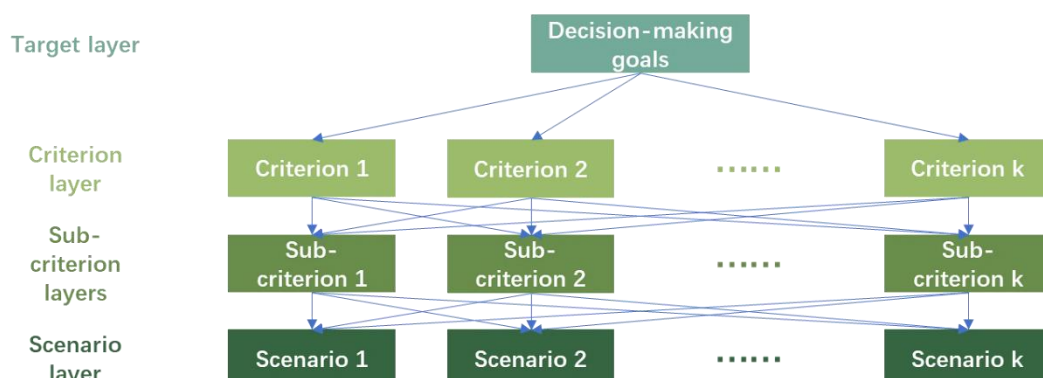 Target layer
Decision-making
goals
Criterion
layer
Criterion 1
Criterion 2
……
Criterion k
Sub-
criterion
layers
Sub-
criterion 1
Sub-
criterion 2
……
Sub-
criterion k
Scenario
layer
Scenario 1
Scenario 2
……
Scenario k